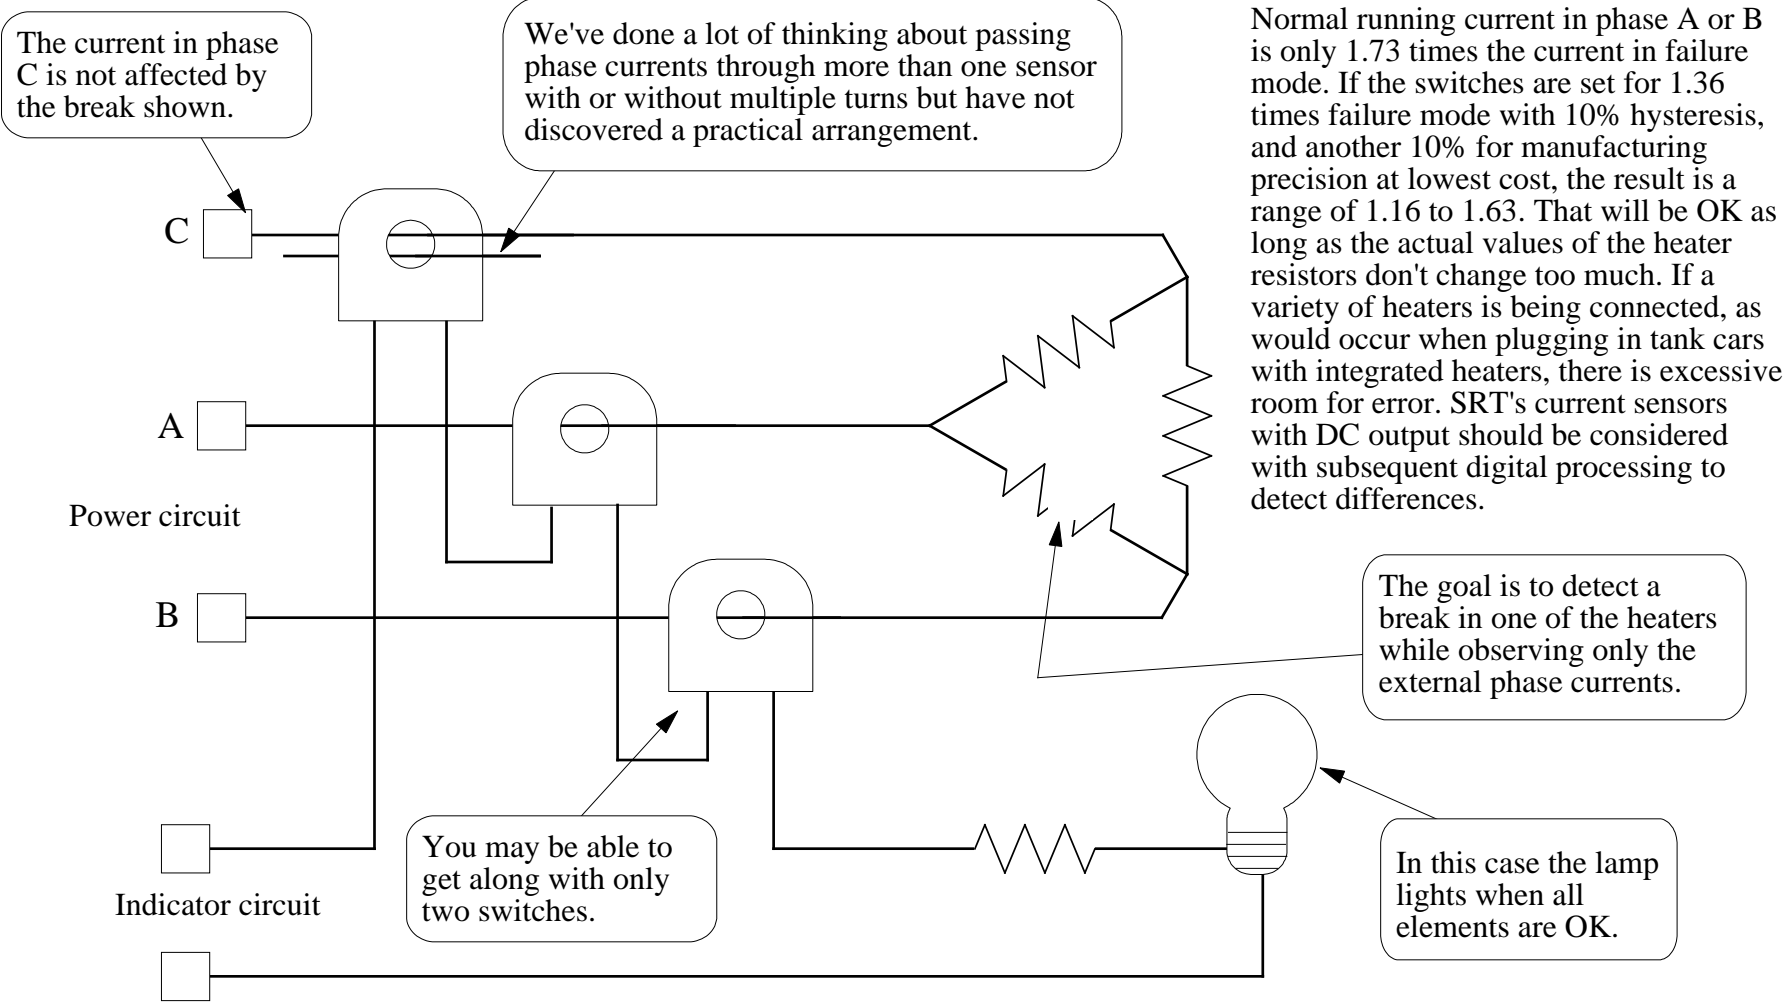 The current in phase
C is not affected by
the break shown.
We've done a lot of thinking about passing
phase currents through more than one sensor
with or without multiple turns but have not
discovered a practical arrangement.
Normal running current in phase A or B
is only 1.73 times the current in failure
mode. If the switches are set for 1.36
times failure mode with 10% hysteresis,
and another 10% for manufacturing
precision at lowest cost, the result is a
range of 1.16 to 1.63. That will be OK as
long as the actual values of the heater
resistors don't change too much. If a
variety of heaters is being connected, as
would occur when plugging in tank cars
with integrated heaters, there is excessive
room for error. SRT's current sensors
with DC output should be considered
with subsequent digital processing to
detect differences.
C
A
Power circuit
B
The goal is to detect a
break in one of the heaters
while observing only the
external phase currents.
You may be able to
get along with only
two switches.
In this case the lamp
lights when all
elements are OK.
Indicator circuit